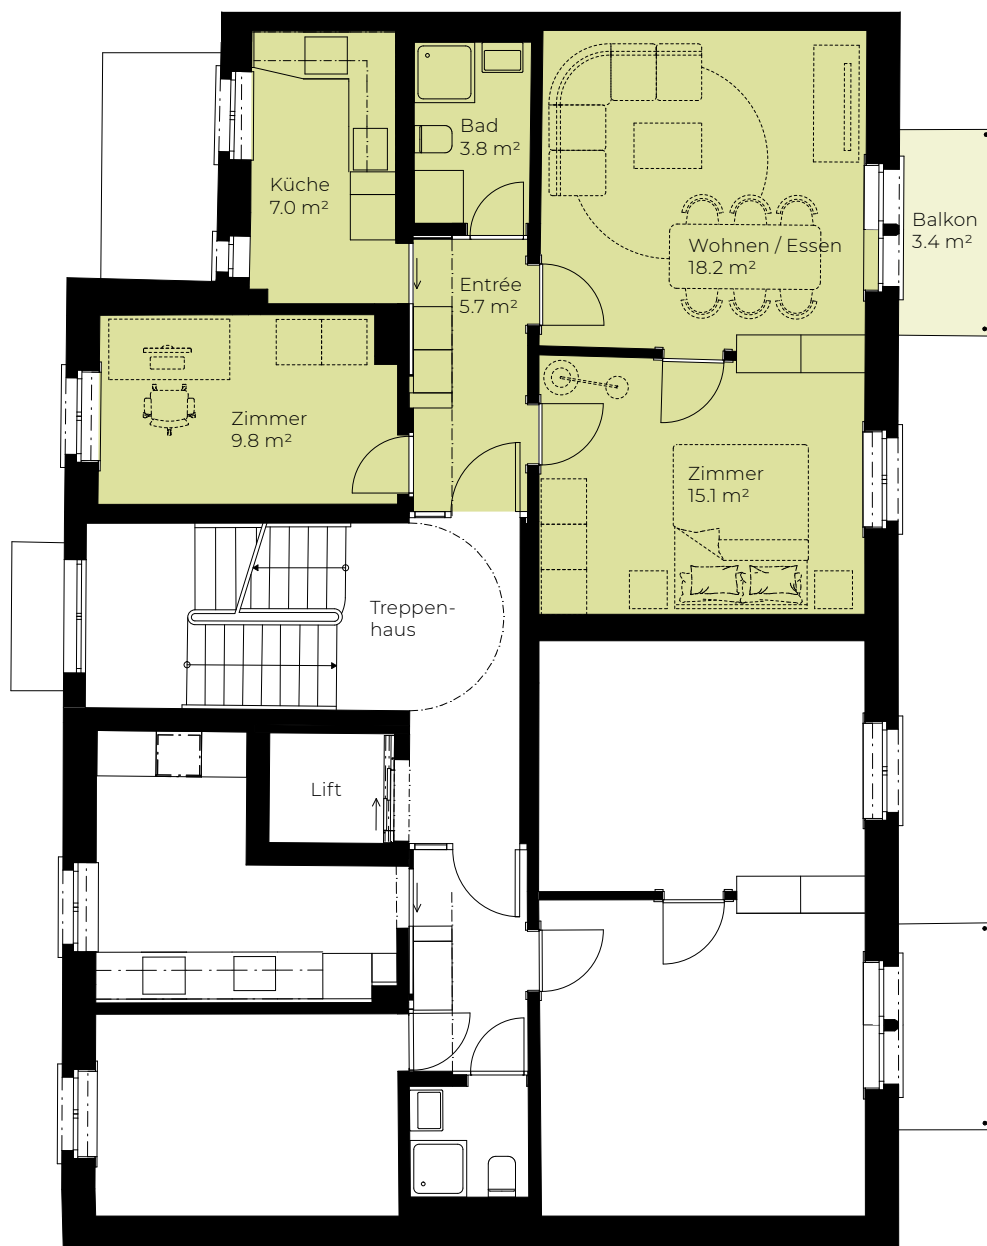 Bad
3.8 m²
Küche
7.0 m²
Balkon
3.4 m²
Wohnen / Essen
18.2 m²
Entrée
5.7 m²
Zimmer
9.8 m²
Zimmer
15.1 m²
Treppen-
haus
Lift